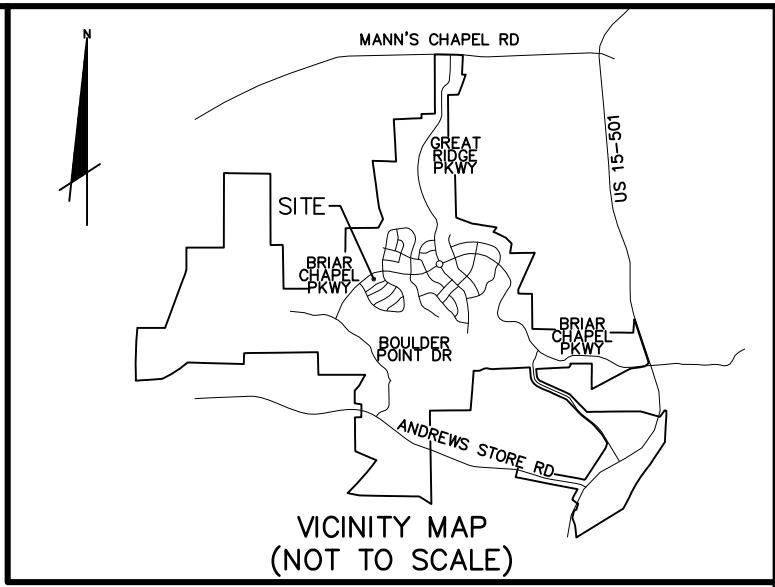 N
MANN'S CHAPEL RD
US 15-501
GREAT
RIDGE
PKWY
SITE
BRIAR
CHAPEL
PKWY
BOULDER
POINT DR
BRIAR
CHAPEL
PKWY
ANDREWS STORE RD
VICINITY MAP
(NOT TO SCALE)